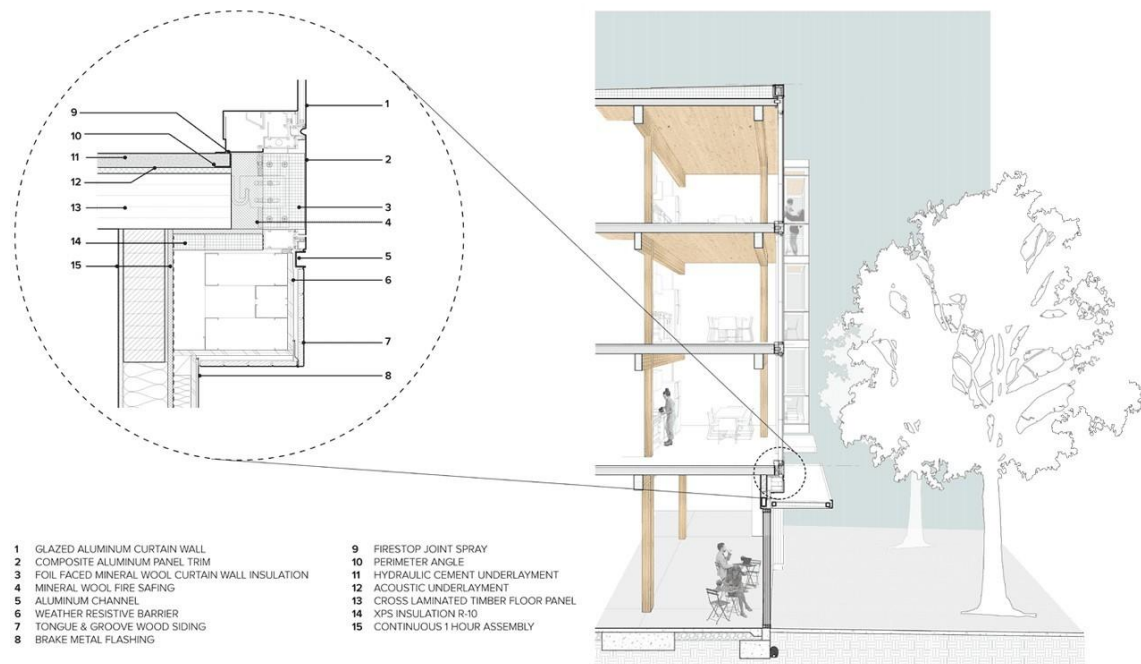 1
2
3
4
5
6
7
8
9
10
11
12
13
14
15
1 GLAZED ALUMINUM CURTAIN WALL
2 COMPOSITE ALUMINUM PANEL TRIM
3 FOIL FACED MINERAL WOOL CURTAIN WALL INSULATION
4 MINERAL WOOL FIRE SAFING
5 ALUMINUM CHANNEL
6 WEATHER RESISTIVE BARRIER
7 TONGUE & GROOVE WOOD SIDING
8 BRAKE METAL FLASHING
9 FIRESTOP JOINT SPRAY
10 PERIMETER ANGLE
11 HYDRAULIC CEMENT UNDERLAYMENT
12 ACOUSTIC UNDERLAYMENT
13 CROSS LAMINATED TIMBER FLOOR PANEL
14 XPS INSULATION R-10
15 CONTINUOUS 1 HOUR ASSEMBLY